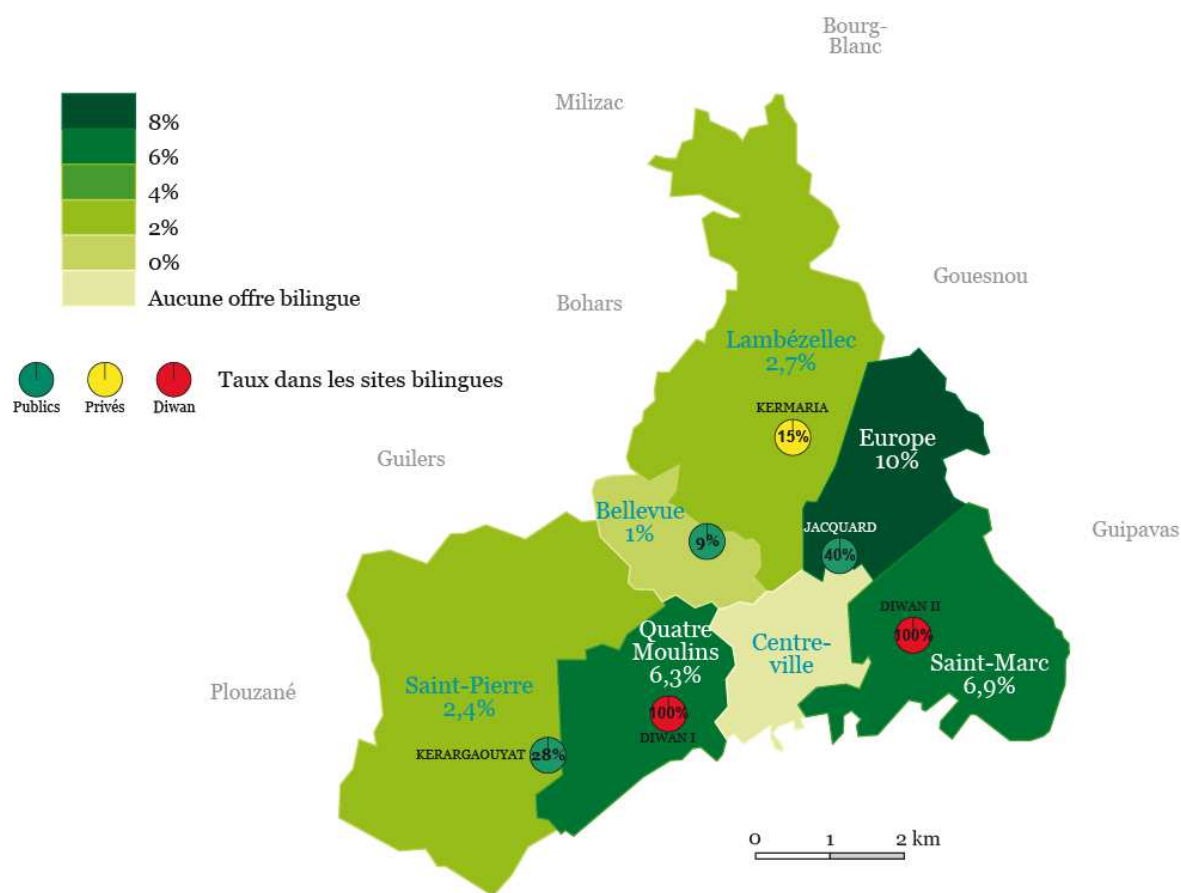 Bourg-
Blanc
Milizac
8%
6%
4%
2%
0%
Aucune offre bilingue
Gouesnou
Bohars
Lambézellec
2,7%
Publics
Privés
Diwan
Taux dans les sites bilingues
KERMARIA
15%
Europe
10%
Guilers
Bellevue
1%
9%
JACQUARD
40%
Guipavas
DIWAN II
100%
Quatre
Moulins
6,3%
Centre-
ville
Saint-Marc
6,9%
Plouzané
Saint-Pierre
2,4%
100%
DIWAN I
KERARGAOUYAT
28%
0 1 2 km